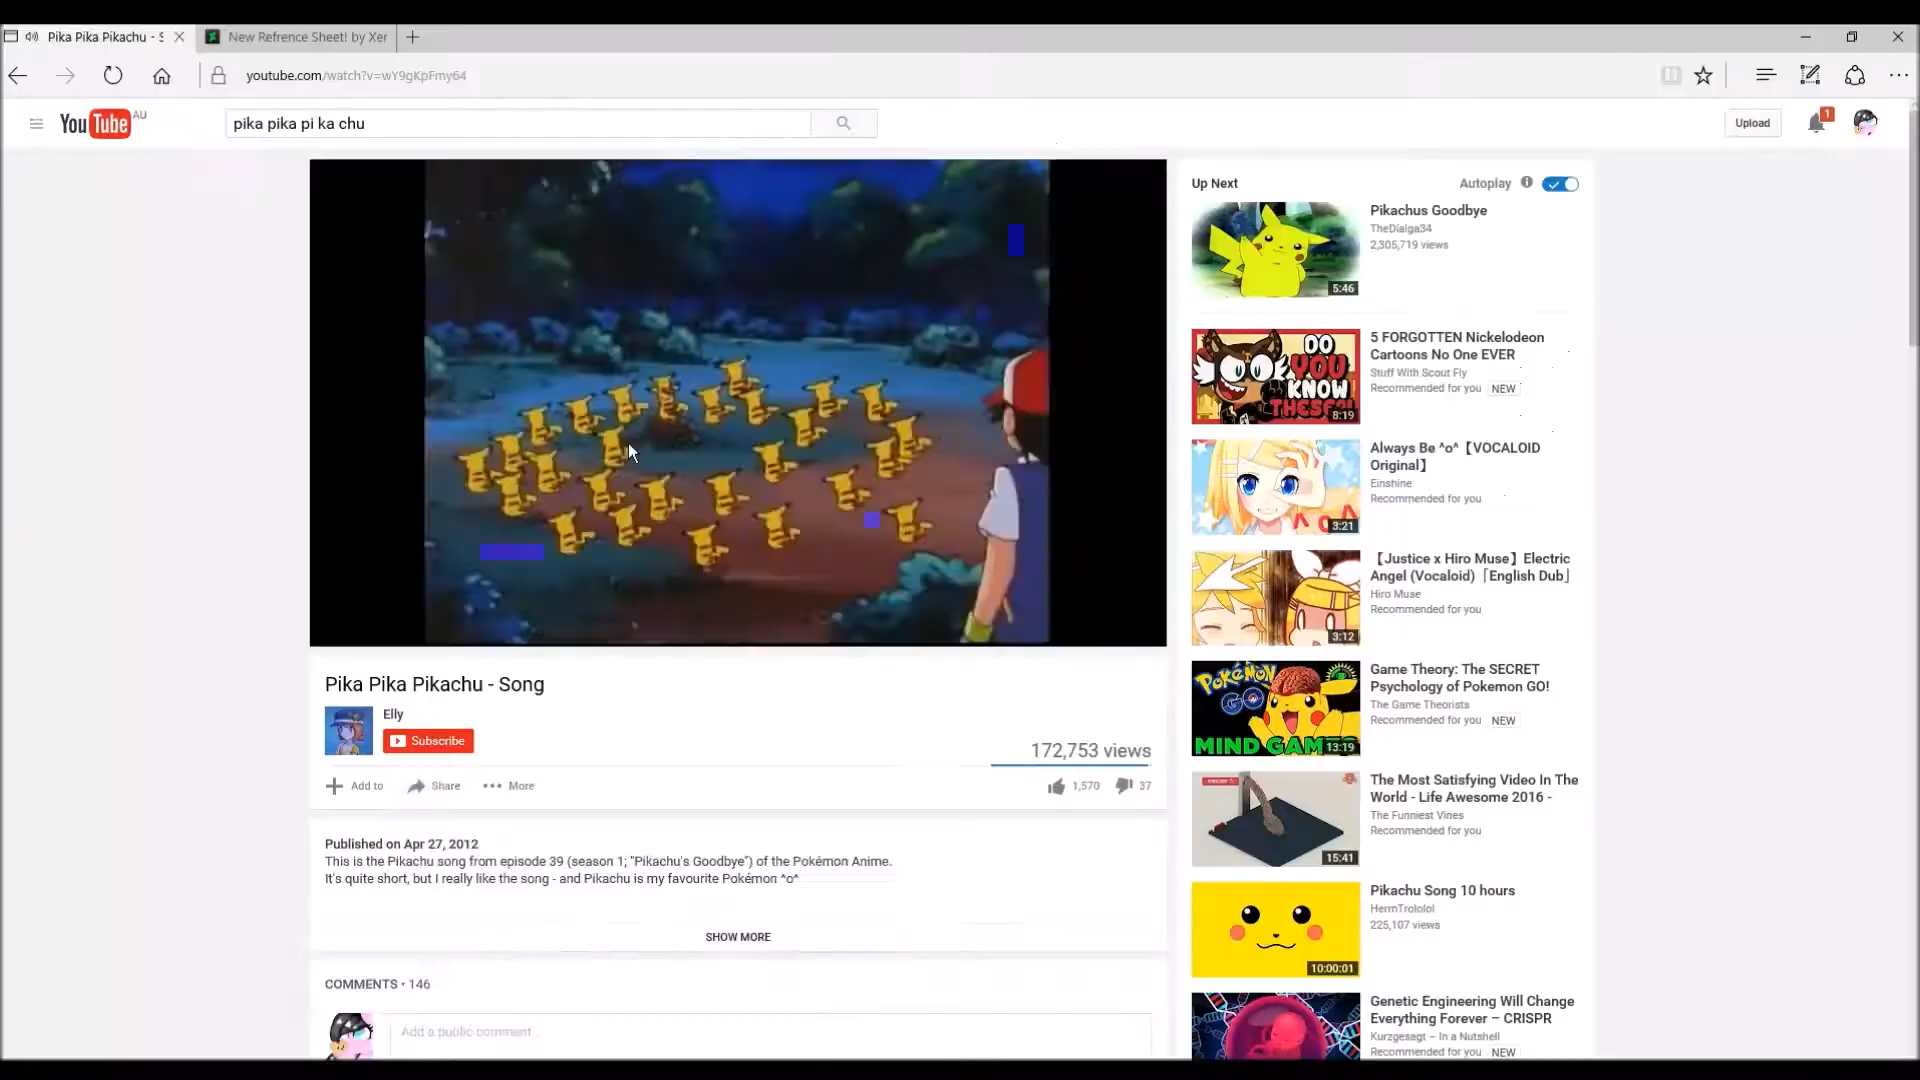 Pika Pika Pikachu - S
New Refrence Sheet! by Xer
youtube.com/watch?v=wY9gKpFmy64
YouTube AU
pika pika pi ka chu
Upload
1
Up Next
Autoplay
Pikachus Goodbye
TheDialga34
2,305,719 views
5:46
DO YOU KNOW THESE?!
8:19
5 FORGOTTEN Nickelodeon
Cartoons No One EVER
Stuff With Scout Fly
Recommended for you NEW
3:21
Always Be ^o^【VOCALOID
Original】
Einshine
Recommended for you
3:12
【Justice x Hiro Muse】Electric
Angel (Vocaloid)「English Dub」
Hiro Muse
Recommended for you
POKéMON
GO
MIND GAMES
13:19
Game Theory: The SECRET
Psychology of Pokemon GO!
The Game Theorists
Recommended for you NEW
15:41
The Most Satisfying Video In The
World - Life Awesome 2016 -
The Funniest Vines
Recommended for you
10:00:01
Pikachu Song 10 hours
HermTrololol
225,107 views
Genetic Engineering Will Change
Everything Forever – CRISPR
Kurzgesagt – In a Nutshell
Recommended for you NEW
Pika Pika Pikachu - Song
Elly
Subscribe
172,753 views
Add to Share More
1,570 37
Published on Apr 27, 2012
This is the Pikachu song from episode 39 (season 1; "Pikachu's Goodbye") of the Pokémon Anime.
It's quite short, but I really like the song - and Pikachu is my favourite Pokémon ^o^
SHOW MORE
COMMENTS • 146
Add a public comment...